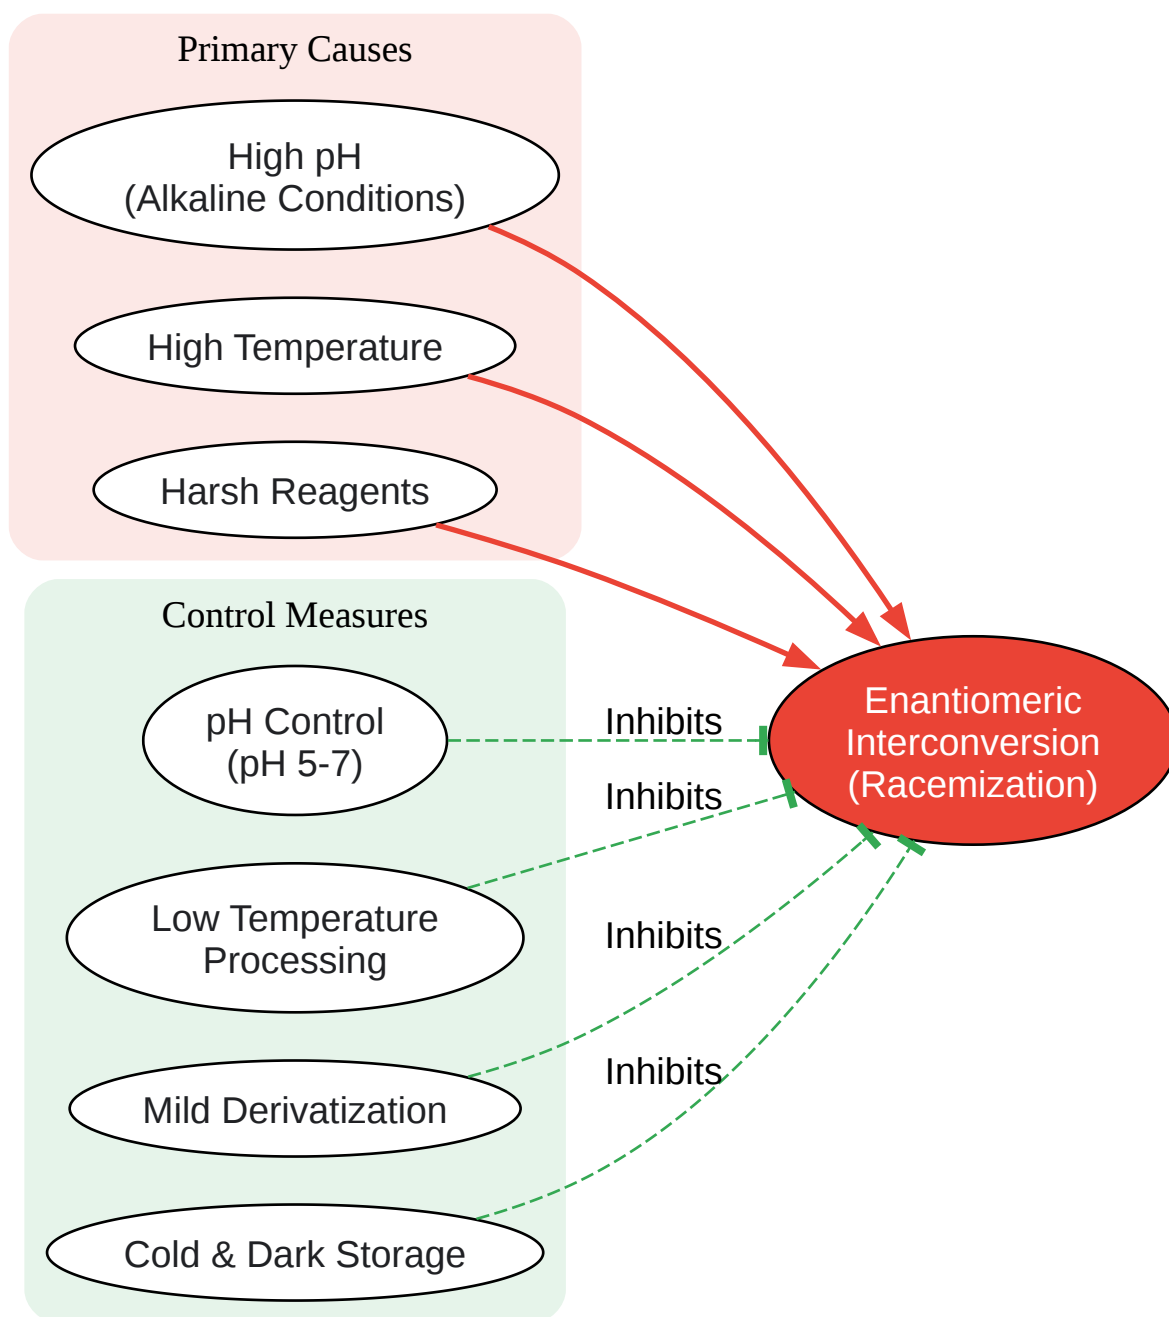 Primary Causes
High pH
(Alkaline Conditions)
High Temperature
Harsh Reagents
Control Measures
pH Control
(pH 5-7)
Low Temperature
Processing
Mild Derivatization
Cold & Dark Storage
Inhibits
Inhibits
Inhibits
Inhibits
Enantiomeric
Interconversion
(Racemization)